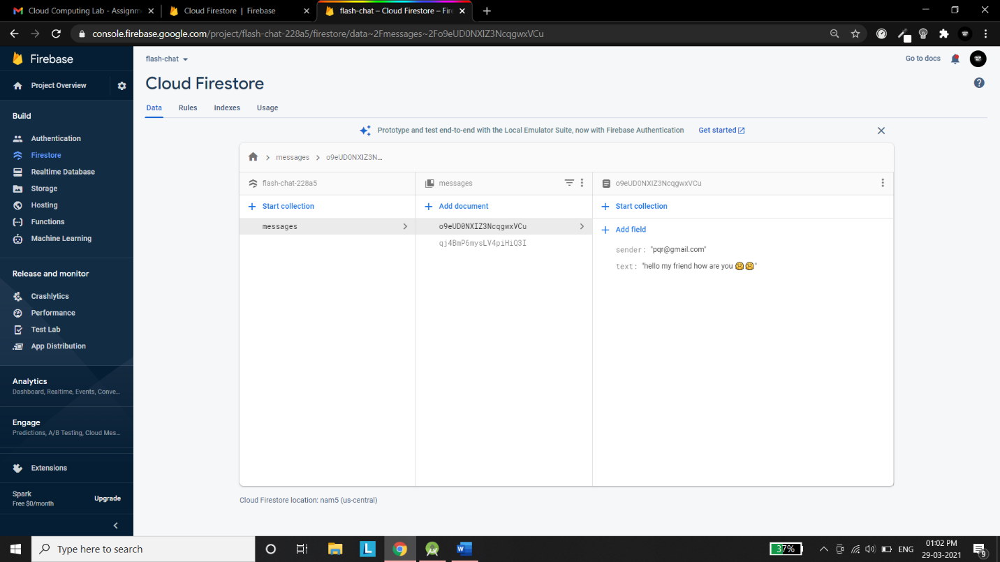 Cloud Computing Lab - Assignm
Cloud Firestore | Firebase
flash-chat – Cloud Firestore – Fir
console.firebase.google.com/project/flash-chat-228a5/firestore/data~2Fmessages~2Fo9eUD0NXIZ3NcqgwxVCu
Firebase
flash-chat
Go to docs
Project Overview
Cloud Firestore
Data Rules Indexes Usage
Prototype and test end-to-end with the Local Emulator Suite, now with Firebase Authentication Get started
Build
Authentication
Firestore
Realtime Database
Storage
Hosting
Functions
Machine Learning
Release and monitor
Crashlytics
Performance
Test Lab
App Distribution
Analytics
Dashboard, Realtime, Events, Conve...
Engage
Predictions, A/B Testing, Cloud Mes...
Extensions
Spark
Free $0/month
Upgrade
messages
o9eUD0NXIZ3N...
flash-chat-228a5
Start collection
messages
messages
Add document
o9eUD0NXIZ3NcqgwxVCu
qj4BmP6mysLV4piHiQ3I
o9eUD0NXIZ3NcqgwxVCu
Start collection
Add field
sender: "pqr@gmail.com"
text: "hello my friend how are you 🤗🤗"
Cloud Firestore location: nam5 (us-central)
Type here to search
L
W
37%
ENG
01:02 PM
29-03-2021
9